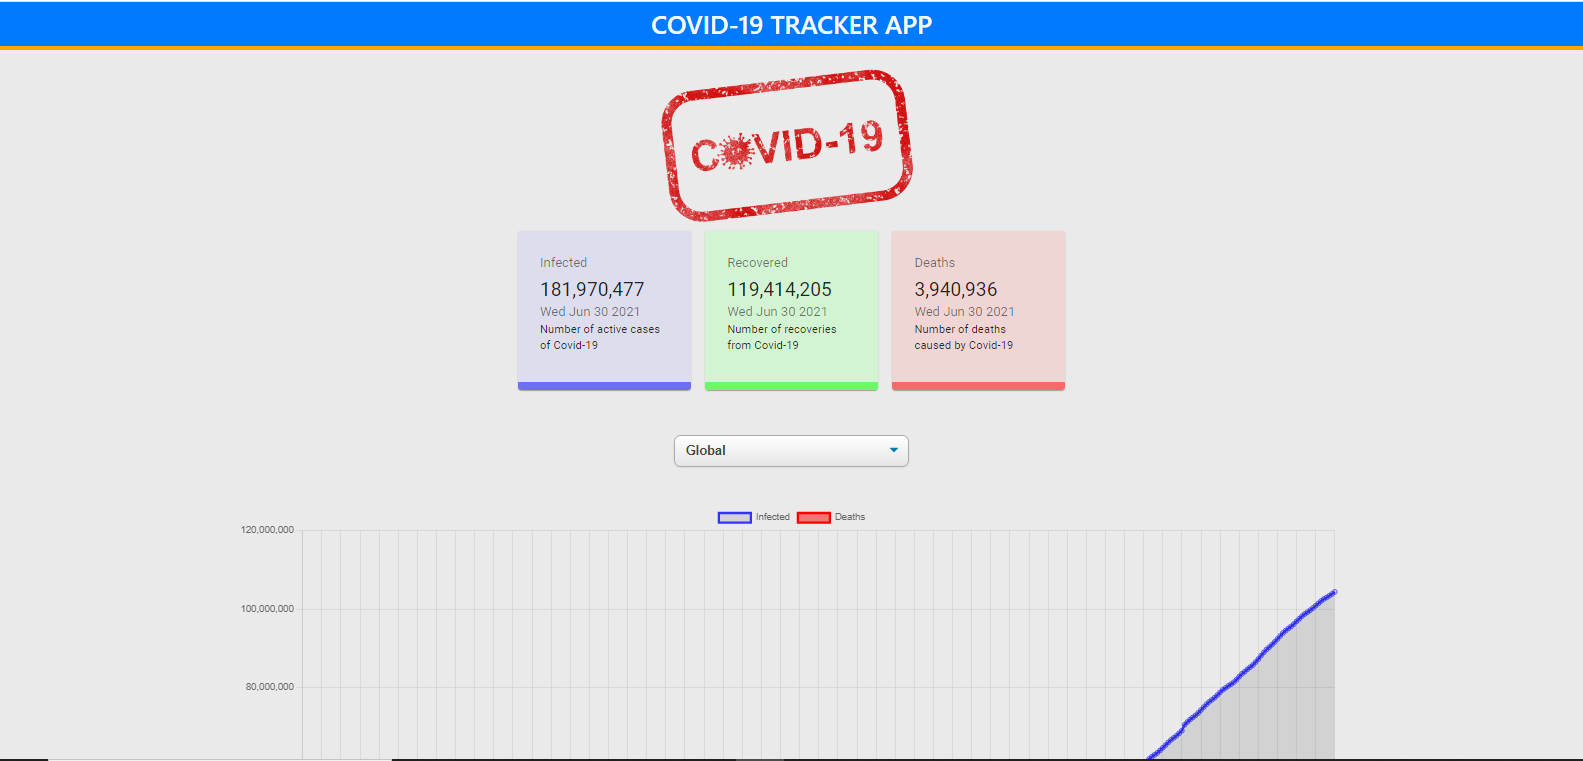 COVID-19 TRACKER APP
COVID-19
Infected
181,970,477
Wed Jun 30 2021
Number of active cases
of Covid-19
Recovered
119,414,205
Wed Jun 30 2021
Number of recoveries
from Covid-19
Deaths
3,940,936
Wed Jun 30 2021
Number of deaths
caused by Covid-19
Global
Infected
Deaths
120,000,000
100,000,000
80,000,000